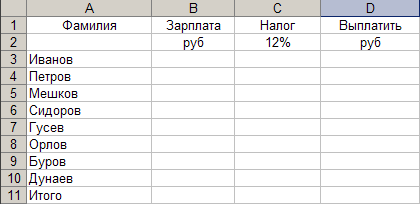 A B C D
1 Фамилия Зарплата Налог Выплатить
2 руб 12% руб
3 Иванов
4 Петров
5 Мешков
6 Сидоров
7 Гусев
8 Орлов
9 Буров
10 Дунаев
11 Итого